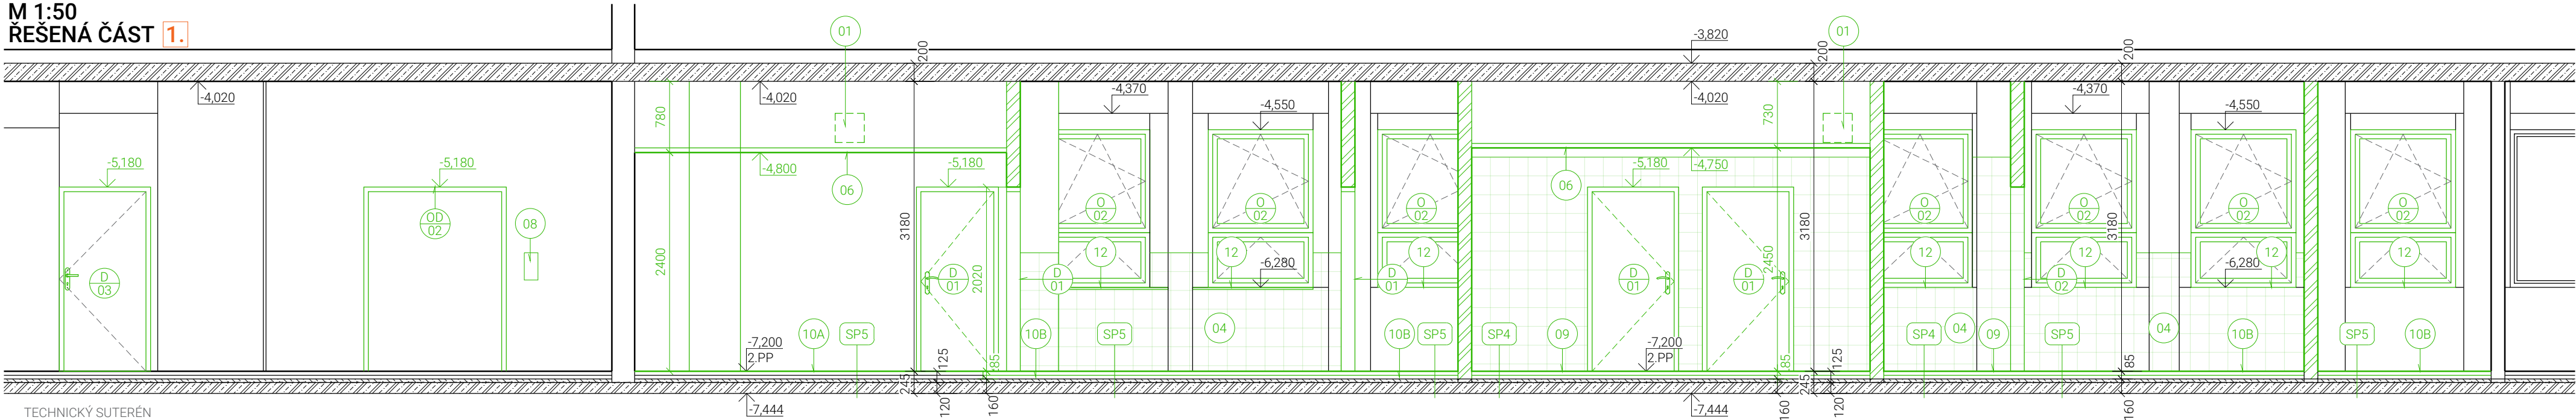 M 1:50
ŘEŠENÁ ČÁST 1.
01
200
-3,820
200
01
200
-4,020
-4,020
-4,370
-4,550
-4,020
-4,370
-4,550
780
730
-5,180
-5,180
-4,800
06
-5,180
06
-5,180
-4,750
OD
02
08
O
02
O
02
O
02
O
02
O
02
O
02
O
02
3180
3180
3180
2400
2020
2450
12
12
12
12
12
12
12
-6,280
-6,280
D
03
D
01
D
01
D
01
D
01
D
01
D
02
10A
SP5
10B
SP5
04
10B
SP5
SP4
09
SP4
04
09
SP5
04
10B
SP5
10B
-7,200
2.PP
-7,200
2.PP
245
125
85
85
245
125
85
120
160
160
120
160
-7,444
-7,444
TECHNICKÝ SUTERÉN